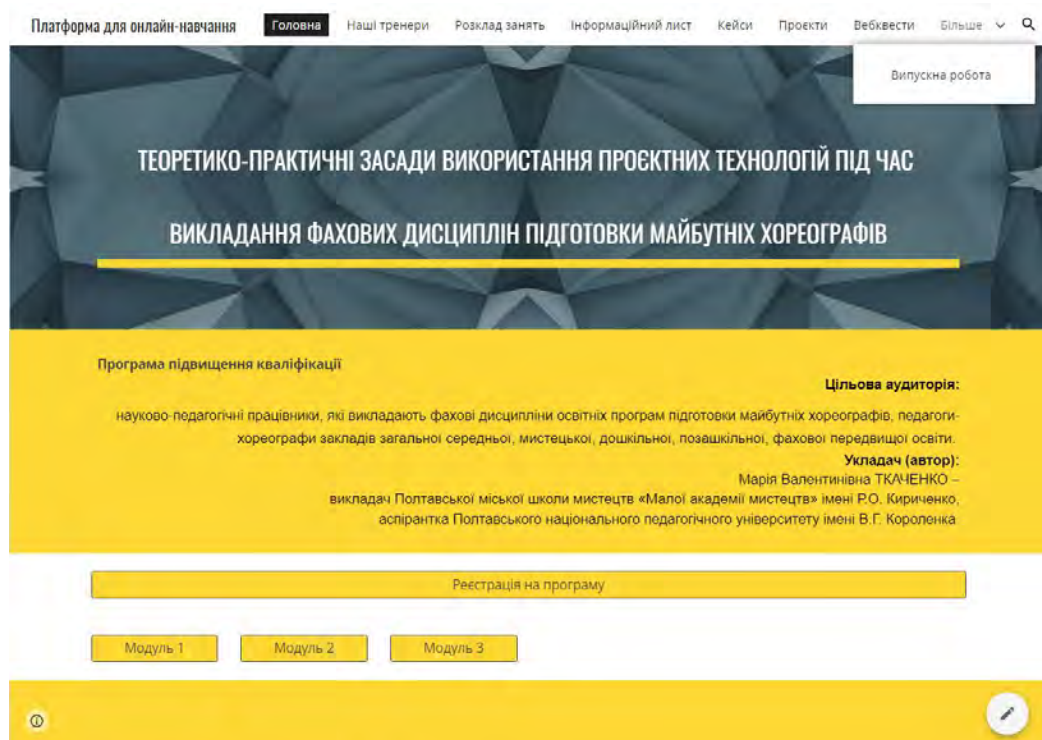 Платформа для онлайн-навчання Головна Наші тренери Розклад занять Інформаційний лист Кейси Проєкти Вебквести Більше
Випускна робота
ТЕОРЕТИКО-ПРАКТИЧНІ ЗАСАДИ ВИКОРИСТАННЯ ПРОЄКТНИХ ТЕХНОЛОГІЙ ПІД ЧАС
ВИКЛАДАННЯ ФАХОВИХ ДИСЦИПЛІН ПІДГОТОВКИ МАЙБУТНІХ ХОРЕОГРАФІВ
Програма підвищення кваліфікації
Цільова аудиторія:
науково-педагогічні працівники, які викладають фахові дисципліни освітніх програм підготовки майбутніх хореографів, педагоги-
хореографи закладів загальної середньої, мистецької, дошкільної, позашкільної, фахової передвищої освіти.
Укладач (автор):
Марія Валентинівна ТКАЧЕНКО –
викладач Полтавської міської школи мистецтв «Малої академії мистецтв» імені Р.О. Кириченко,
аспірантка Полтавського національного педагогічного університету імені В.Г. Короленка
Реєстрація на програму
Модуль 1 Модуль 2 Модуль 3